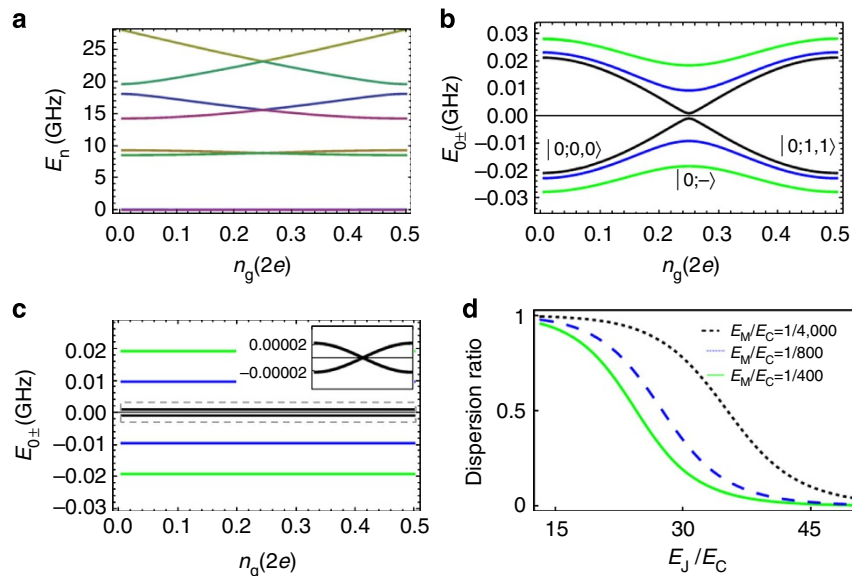 a
25
20
15
10
5
0
E_n (GHz)
0.0 0.1 0.2 0.3 0.4 0.5
n_g(2e)
b
0.03
0.02
0.01
0.00
−0.01
−0.02
−0.03
E_0±(GHz)
|0;0,0⟩
|0;1,1⟩
|0;−⟩
0.0 0.1 0.2 0.3 0.4 0.5
n_g(2e)
c
0.02
0.01
0.00
−0.01
−0.02
−0.03
E_0± (GHz)
0.00002
−0.00002
0.0 0.1 0.2 0.3 0.4 0.5
n_g(2e)
d
1
0.5
0
Dispersion ratio
E_M/E_C=1/4,000
E_M/E_C=1/800
E_M/E_C=1/400
15 30 45
E_J/E_C